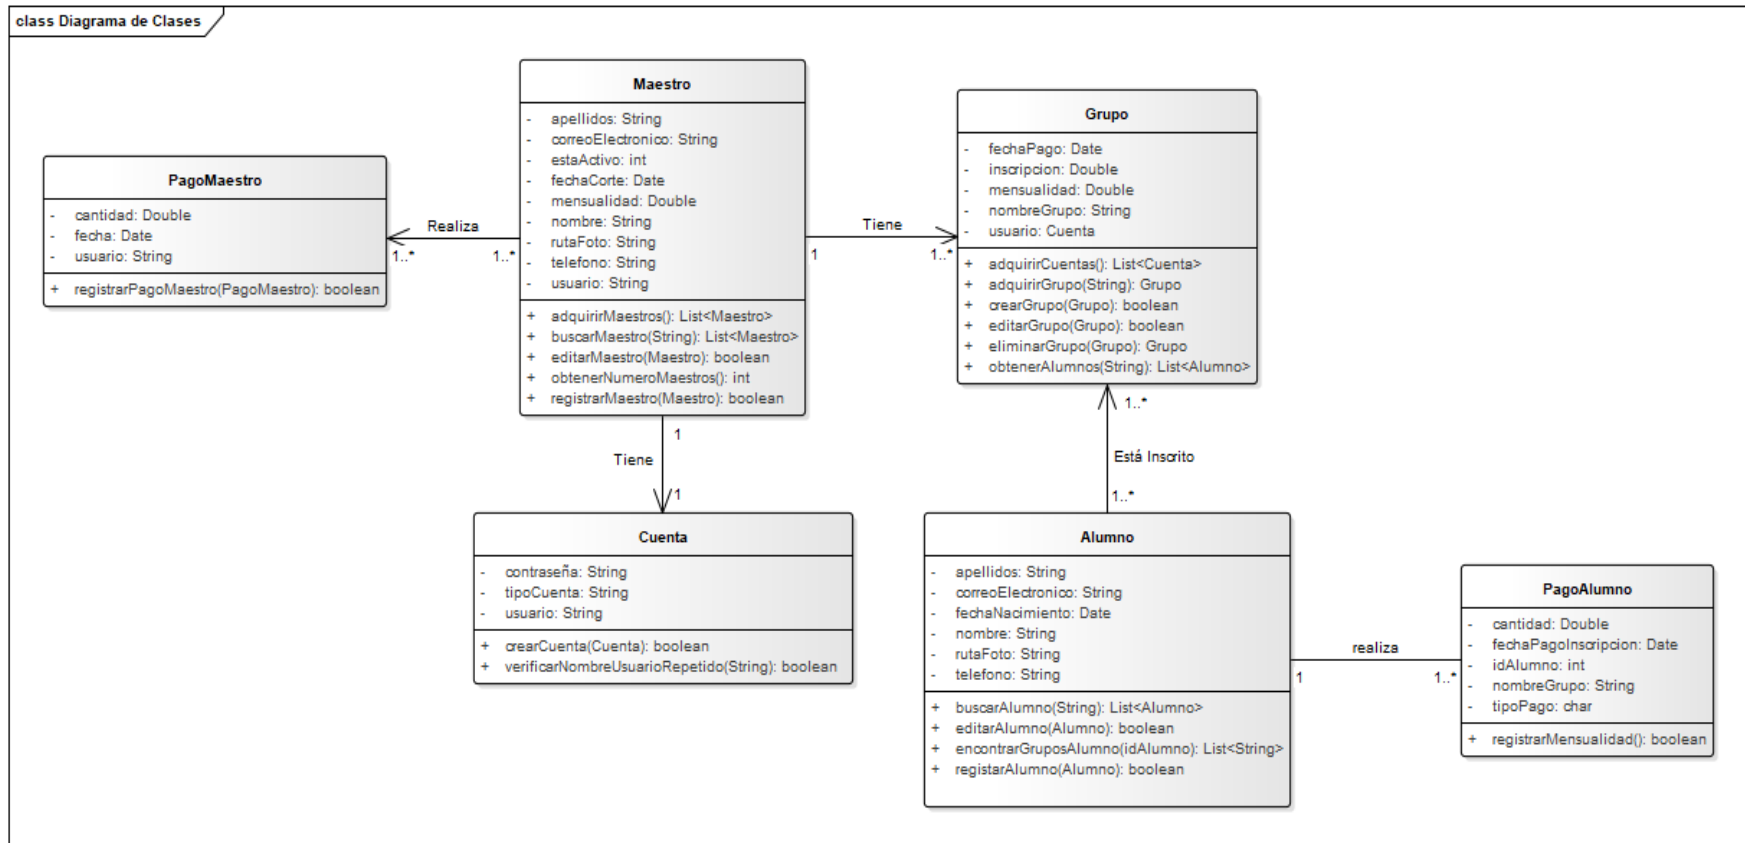 class Diagrama de Clases
Maestro
- apellidos: String
- correoElectronico: String
- estaActivo: int
- fechaCorte: Date
- mensualidad: Double
- nombre: String
- rutaFoto: String
- telefono: String
- usuario: String
+ adquirirMaestros(): List<Maestro>
+ buscarMaestro(String): List<Maestro>
+ editarMaestro(Maestro): boolean
+ obtenerNumeroMaestros(): int
+ registrarMaestro(Maestro): boolean
Grupo
- fechaPago: Date
- inscripcion: Double
- mensualidad: Double
- nombreGrupo: String
- usuario: Cuenta
+ adquirirCuentas(): List<Cuenta>
+ adquirirGrupo(String): Grupo
+ crearGrupo(Grupo): boolean
+ editarGrupo(Grupo): boolean
+ eliminarGrupo(Grupo): Grupo
+ obtenerAlumnos(String): List<Alumno>
PagoMaestro
- cantidad: Double
- fecha: Date
- usuario: String
+ registrarPagoMaestro(PagoMaestro): boolean
Realiza
1..*
1..*
Tiene
1
1..*
1
Tiene
1
1..*
Está Inscrito
1..*
Cuenta
- contraseña: String
- tipoCuenta: String
- usuario: String
+ crearCuenta(Cuenta): boolean
+ verificarNombreUsuarioRepetido(String): boolean
Alumno
- apellidos: String
- correoElectronico: String
- fechaNacimiento: Date
- nombre: String
- rutaFoto: String
- telefono: String
+ buscarAlumno(String): List<Alumno>
+ editarAlumno(Alumno): boolean
+ encontrarGruposAlumno(idAlumno): List<String>
+ registarAlumno(Alumno): boolean
realiza
1
1..*
PagoAlumno
- cantidad: Double
- fechaPagoInscripcion: Date
- idAlumno: int
- nombreGrupo: String
- tipoPago: char
+ registrarMensualidad(): boolean